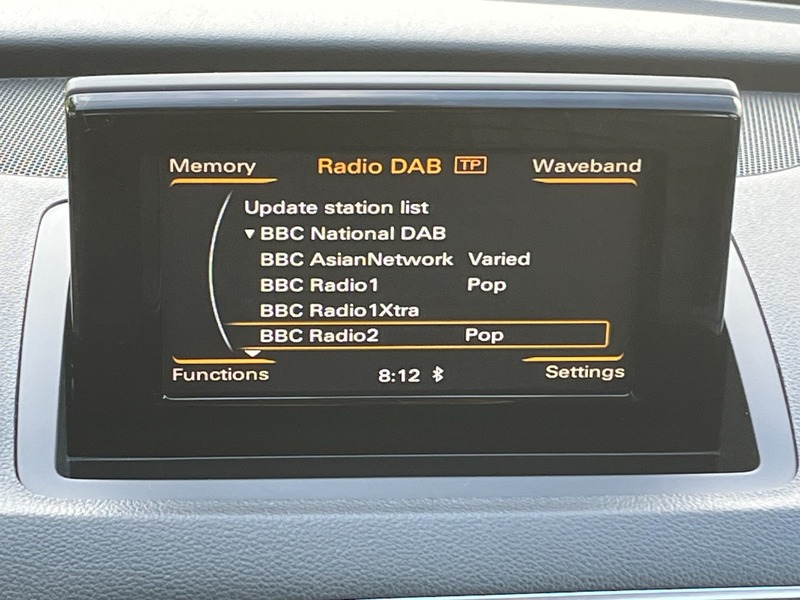 Memory Radio DAB TP Waveband
Update station list
▼ BBC National DAB
BBC AsianNetwork Varied
BBC Radio1 Pop
BBC Radio1Xtra
BBC Radio2 Pop
Functions 8:12 Settings